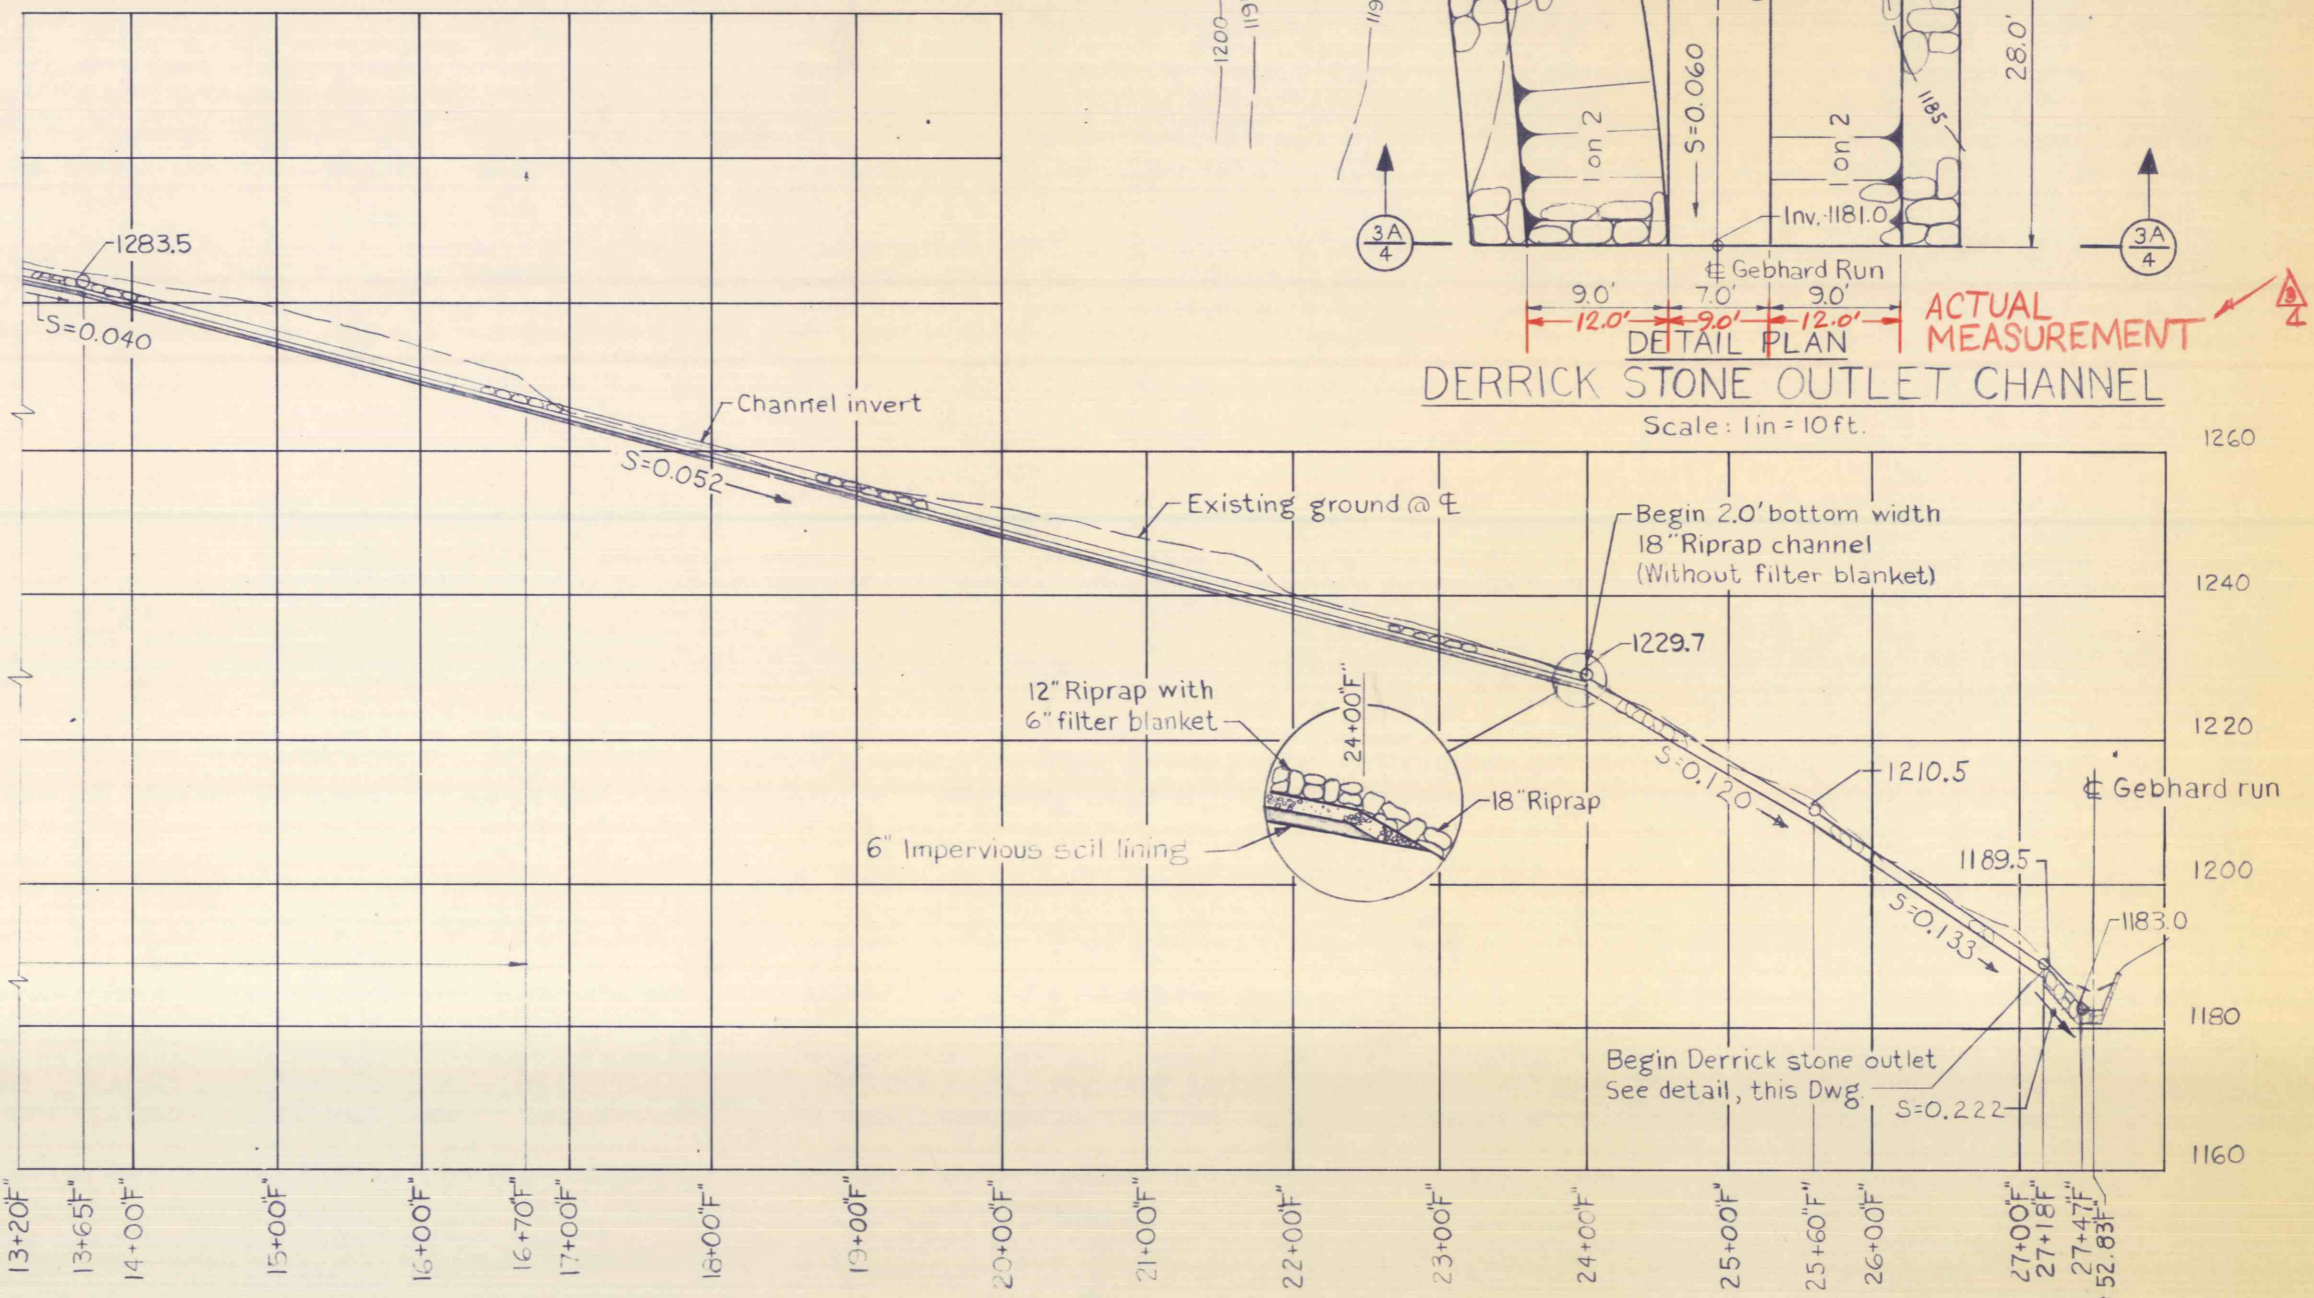 1200
119
119
28.0'
S=0.060
1 on 2
1 on 2
1185
Inv. 1181.0
3A
4
3A
4
℄ Gebhard Run
9.0'
7.0'
9.0'
12.0'
9.0'
12.0'
ACTUAL
MEASUREMENT
4
DETAIL PLAN
DERRICK STONE OUTLET CHANNEL
Scale: 1 in = 10 ft.
1283.5
S=0.040
Channel invert
S=0.052
Existing ground @ ℄
Begin 2.0' bottom width
18" Riprap channel
(Without filter blanket)
1229.7
12" Riprap with
6" filter blanket
24+00"F"
18" Riprap
6" Impervious soil lining
S=0.120
1210.5
℄ Gebhard run
1189.5
S=0.133
1183.0
Begin Derrick stone outlet
See detail, this Dwg.
S=0.222
1260
1240
1220
1200
1180
1160
13+20"F"
13+65"F"
14+00"F"
15+00"F"
16+00"F"
16+70"F"
17+00"F"
18+00"F"
19+00"F"
20+00"F"
21+00"F"
22+00"F"
23+00"F"
24+00"F"
25+00"F"
25+60"F"
26+00"F"
27+00"F"
27+18"F"
27+47"F"
52.83"F"